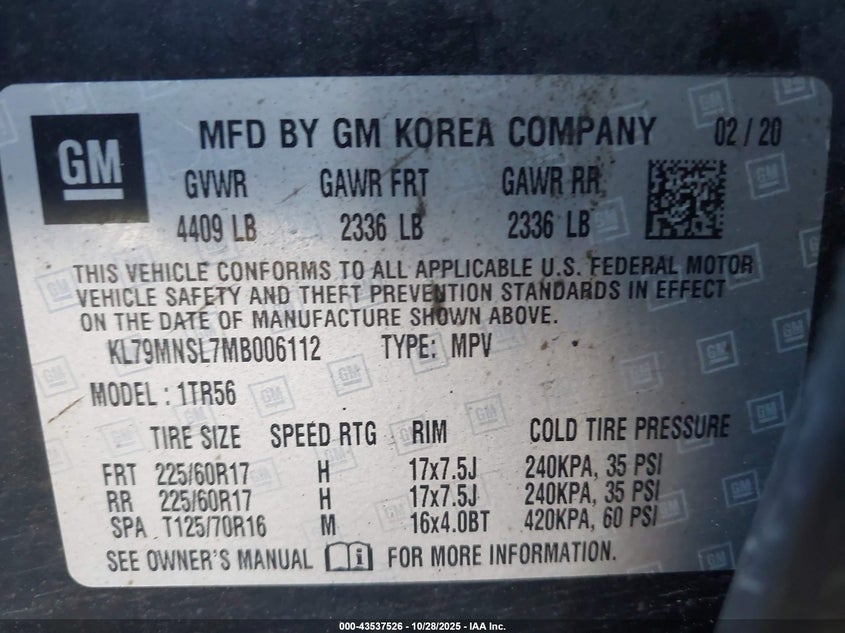 GM
MFD BY GM KOREA COMPANY 02 / 20
GVWR GAWR FRT GAWR RR
4409 LB 2336 LB 2336 LB
THIS VEHICLE CONFORMS TO ALL APPLICABLE U.S. FEDERAL MOTOR
VEHICLE SAFETY AND THEFT PREVENTION STANDARDS IN EFFECT
ON THE DATE OF MANUFACTURE SHOWN ABOVE.
KL79MNSL7MB006112 TYPE: MPV
MODEL : 1TR56
TIRE SIZE SPEED RTG RIM COLD TIRE PRESSURE
FRT 225/60R17 H 17x7.5J 240KPA, 35 PSI
RR 225/60R17 H 17x7.5J 240KPA, 35 PSI
SPA T125/70R16 M 16x4.0BT 420KPA, 60 PSI
SEE OWNER'S MANUAL i FOR MORE INFORMATION.
000-43537526 - 10/28/2025 - IAA Inc.